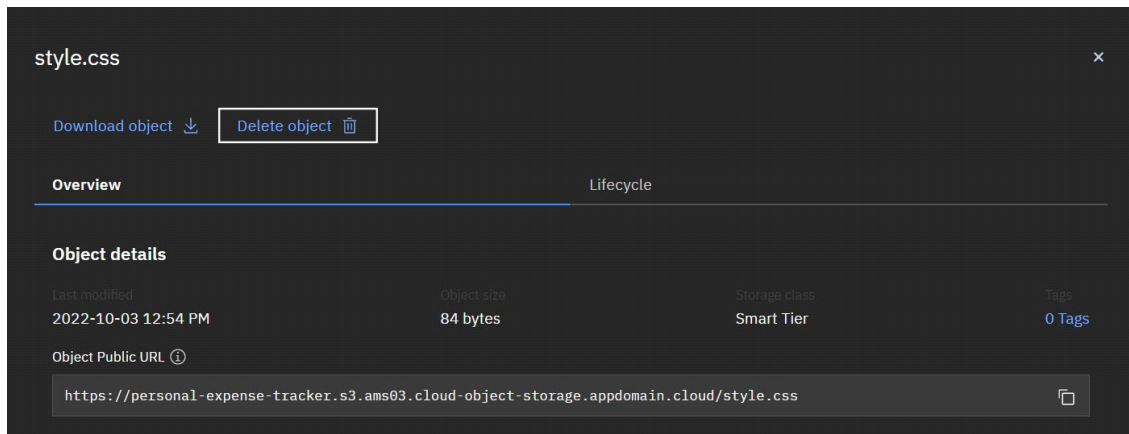 style.css
Download object Delete object
Overview Lifecycle
Object details
Last modified Object size Storage class Tags
2022-10-03 12:54 PM 84 bytes Smart Tier 0 Tags
Object Public URL
https://personal-expense-tracker.s3.ams03.cloud-object-storage.appdomain.cloud/style.css